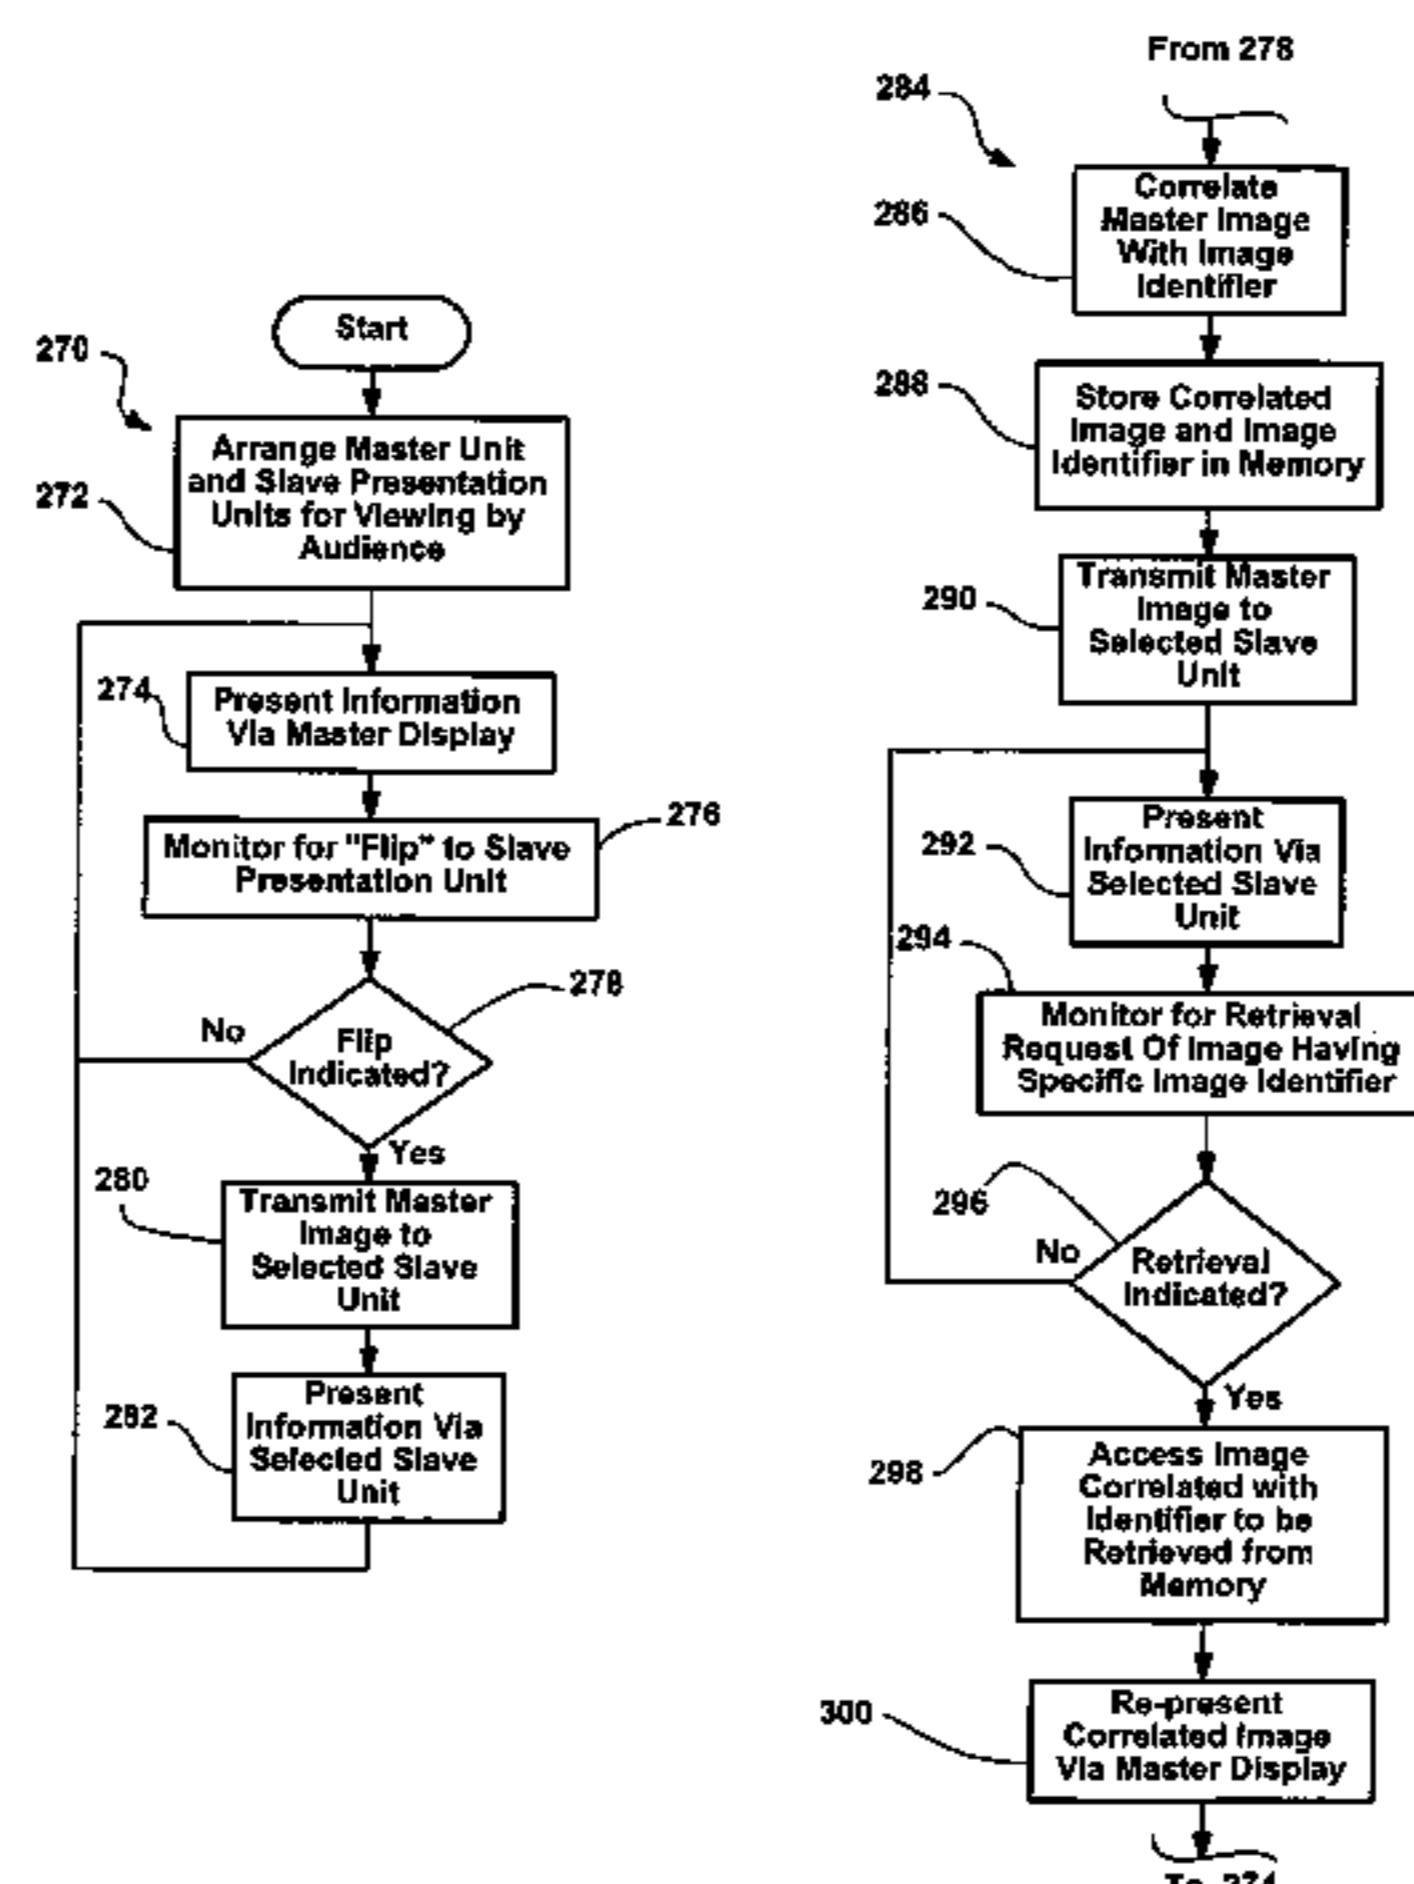 Start
270
Arrange Master Unit
and Slave Presentation
Units for Viewing by
Audience
272
274
Present Information
Via Master Display
Monitor for "Flip" to Slave
Presentation Unit
276
278
No
Flip
Indicated?
Yes
280
Transmit Master
Image to
Selected Slave
Unit
282
Present
Information Via
Selected Slave
Unit
From 278
284
Correlate
Master Image
With Image
Identifier
286
288
Store Correlated
Image and Image
Identifier in Memory
290
Transmit Master
Image to
Selected Slave
Unit
292
Present
Information Via
Selected Slave
Unit
294
Monitor for Retrieval
Request Of Image Having
Specific Image Identifier
296
No
Retrieval
Indicated?
Yes
298
Access Image
Correlated with
Identifier to be
Retrieved from
Memory
300
Re-present
Correlated Image
Via Master Display
To 274